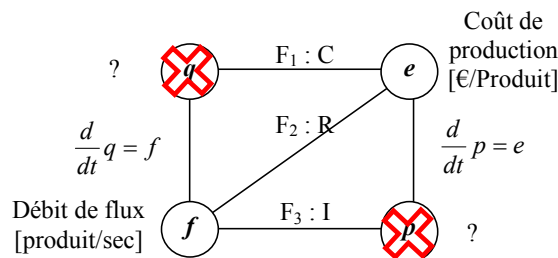 Coût de
production
[€/Produit]
?
q
F₁ : C
e
d/dt q = f
F₂ : R
d/dt p = e
Débit de flux
[produit/sec]
f
F₃ : I
p
?